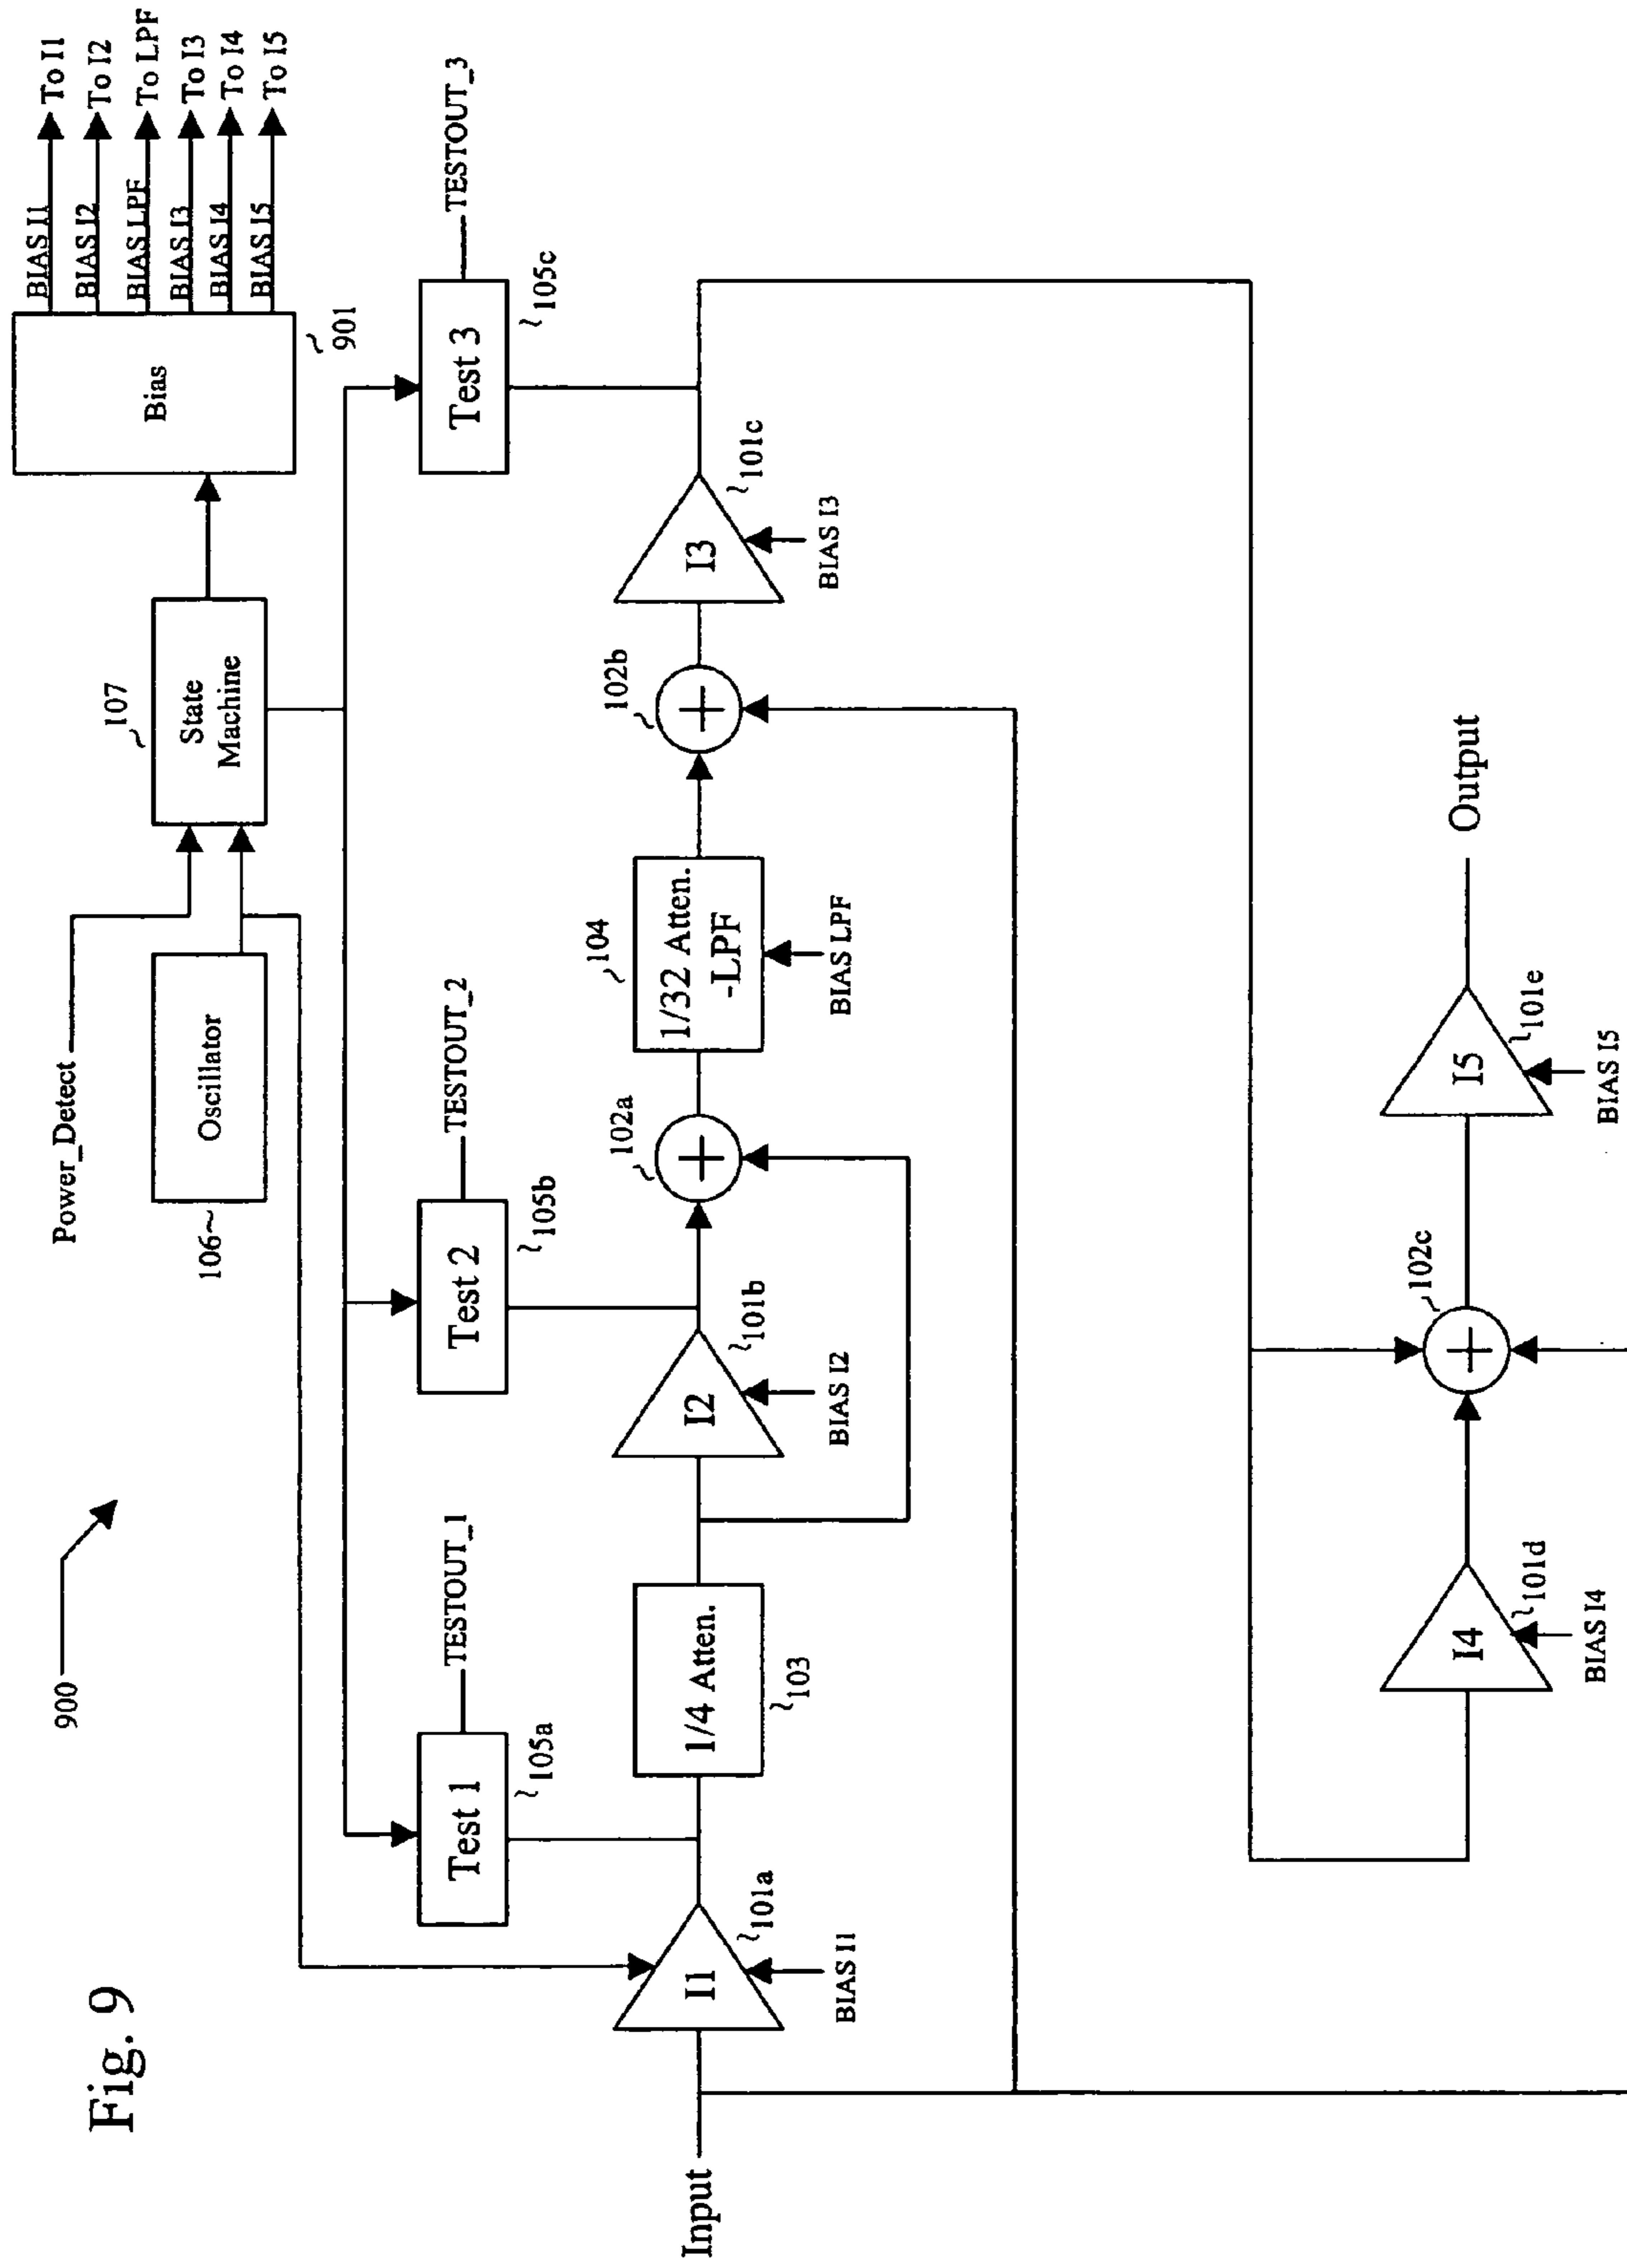 Fig. 9
900
Power_Detect
Oscillator
106
State
Machine
107
Bias
901
BIAS I1
To I1
BIAS I2
To I2
BIAS LPF
To LPF
BIAS I3
To I3
BIAS I4
To I4
BIAS I5
To I5
Test 1
105a
TESTOUT_1
Test 2
105b
TESTOUT_2
Test 3
105c
TESTOUT_3
Input
I1
101a
BIAS I1
1/4 Atten.
103
I2
101b
BIAS I2
102a
+
1/32 Atten.
-LPF
104
BIAS LPF
102b
+
I3
101c
BIAS I3
I4
101d
BIAS I4
102c
+
I5
101e
BIAS I5
Output